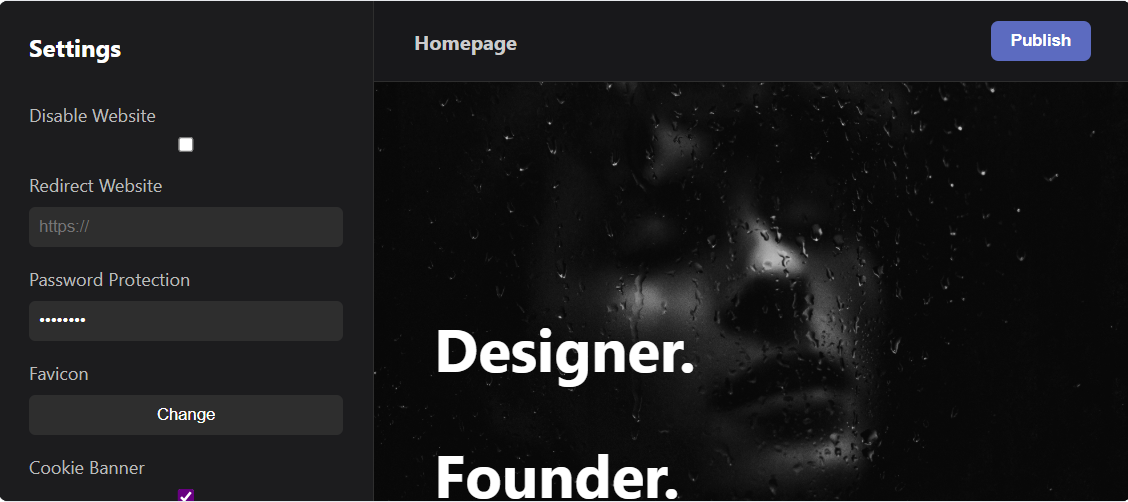 Settings
Disable Website
Redirect Website
https://
Password Protection
••••••••
Favicon
Change
Cookie Banner
Homepage
Publish
Designer.
Founder.